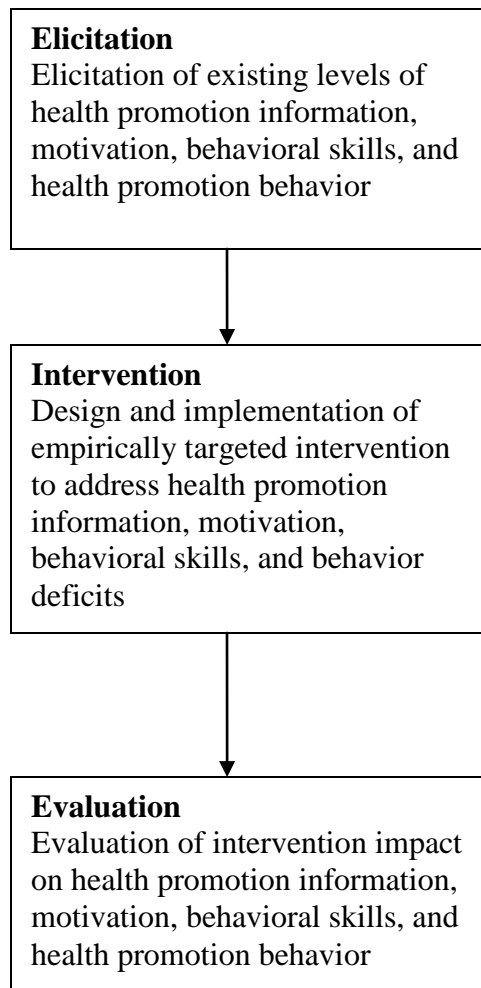 Elicitation
Elicitation of existing levels of
health promotion information,
motivation, behavioral skills, and
health promotion behavior
Intervention
Design and implementation of
empirically targeted intervention
to address health promotion
information, motivation,
behavioral skills, and behavior
deficits
Evaluation
Evaluation of intervention impact
on health promotion information,
motivation, behavioral skills, and
health promotion behavior